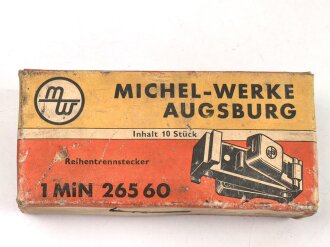 MW
MICHEL-WERKE
AUGSBURG
Inhalt 10 Stück
Reihentrennstecker
1 MiN 265 60